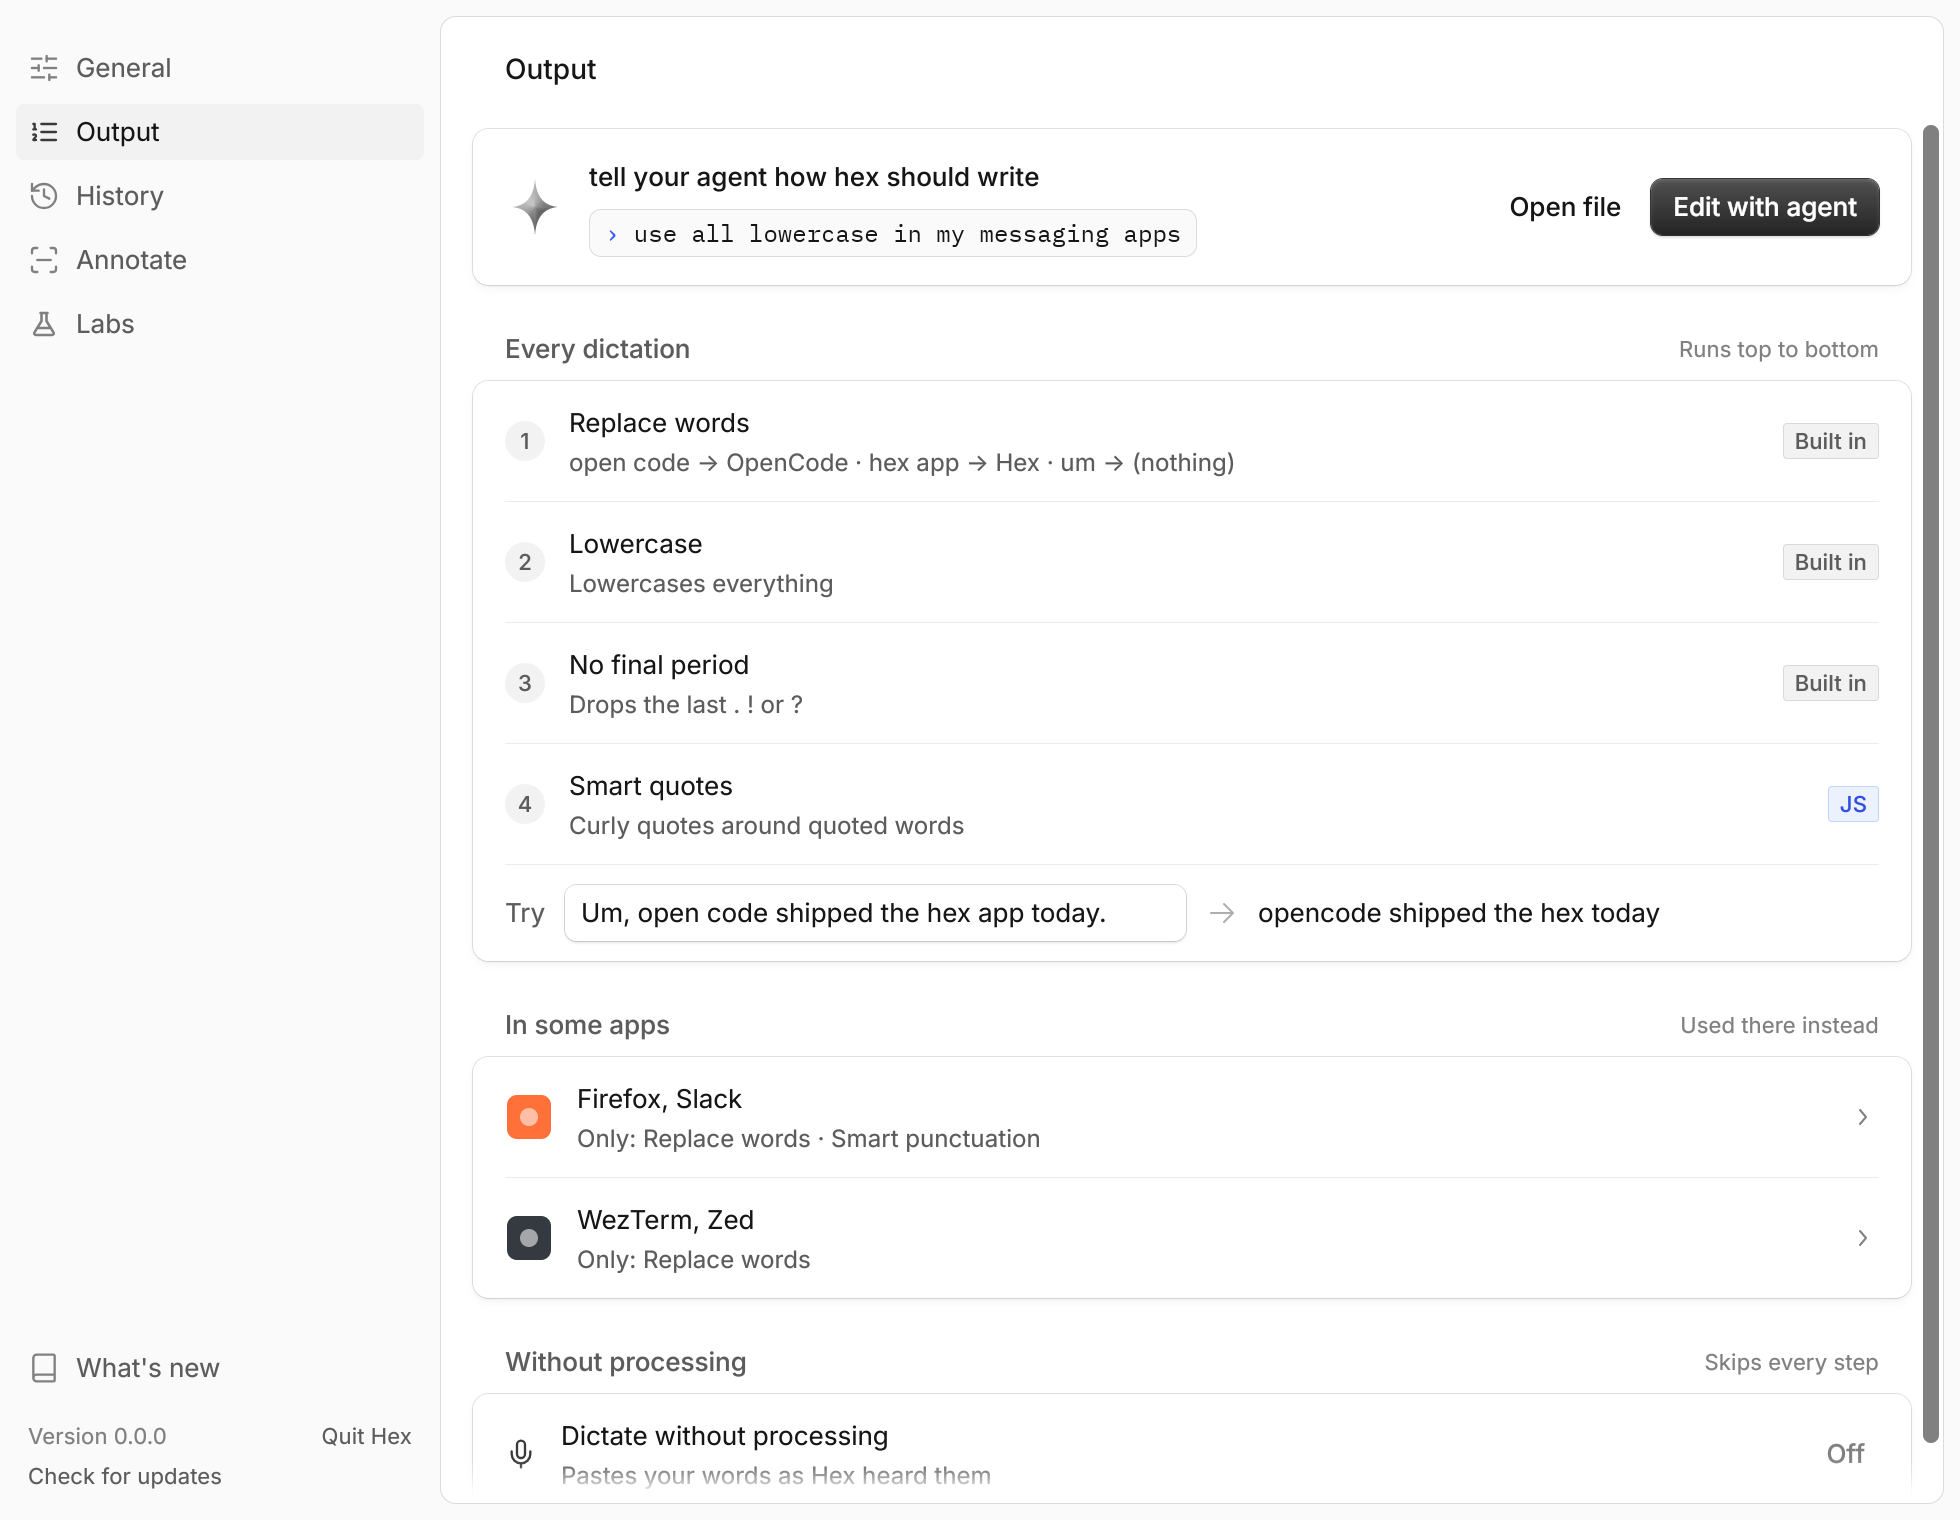 General
Output
History
Annotate
Labs
What's new
Version 0.0.0
Quit Hex
Check for updates
Output
tell your agent how hex should write
› use all lowercase in my messaging apps
Open file
Edit with agent
Every dictation
Runs top to bottom
1
Replace words
open code → OpenCode · hex app → Hex · um → (nothing)
Built in
2
Lowercase
Lowercases everything
Built in
3
No final period
Drops the last . ! or ?
Built in
4
Smart quotes
Curly quotes around quoted words
JS
Try
Um, open code shipped the hex app today.
→ opencode shipped the hex today
In some apps
Used there instead
Firefox, Slack
Only: Replace words · Smart punctuation
WezTerm, Zed
Only: Replace words
Without processing
Skips every step
Dictate without processing
Pastes your words as Hex heard them
Off